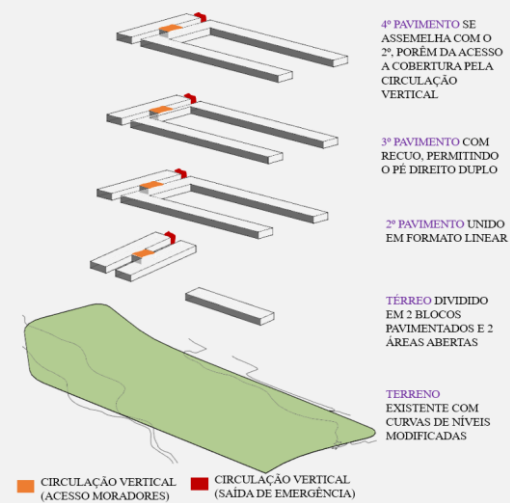 4º PAVIMENTO SE
ASSEMELHA COM O
2º, PORÊM DA ACESSO
A COBERTURA PELA
CIRCULAÇÃO
VERTICAL
3º PAVIMENTO COM
RECUO, PERMITINDO
O PÉ DIREITO DUPLO
2º PAVIMENTO UNIDO
EM FORMATO LINEAR
TÉRREO DIVIDIDO
EM 2 BLOCOS
PAVIMENTADOS E 2
ÁREAS ABERTAS
TERRENO
EXISTENTE COM
CURVAS DE NÍVEIS
MODIFICADAS
CIRCULAÇÃO VERTICAL
(ACESSO MORADORES)
CIRCULAÇÃO VERTICAL
(SAÍDA DE EMERGÊNCIA)